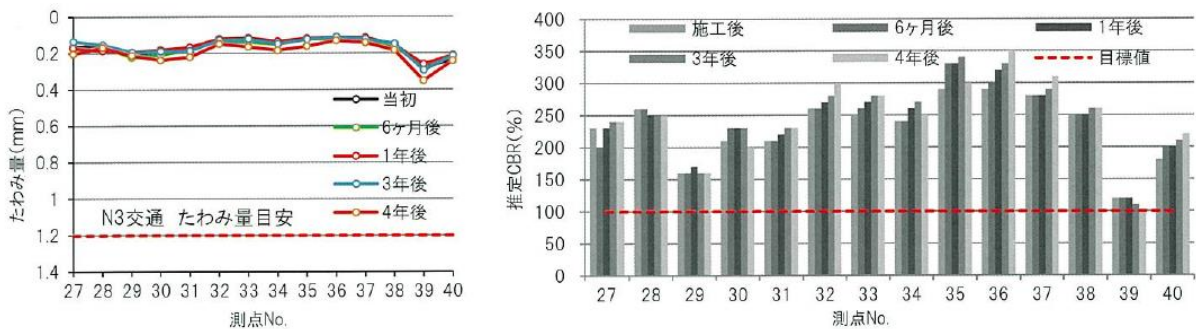 0
0.2
0.4
0.6
0.8
1
1.2
1.4
たわみ量(mm)
当初
6ヶ月後
1年後
3年後
4年後
N3交通 たわみ量目安
27 28 29 30 31 32 33 34 35 36 37 38 39 40
測点No.
400
350
300
250
200
150
100
50
0
推定CBR(%)
施工後 6ヶ月後 1年後
3年後 4年後 目標値
27 28 29 30 31 32 33 34 35 36 37 38 39 40
測点No.